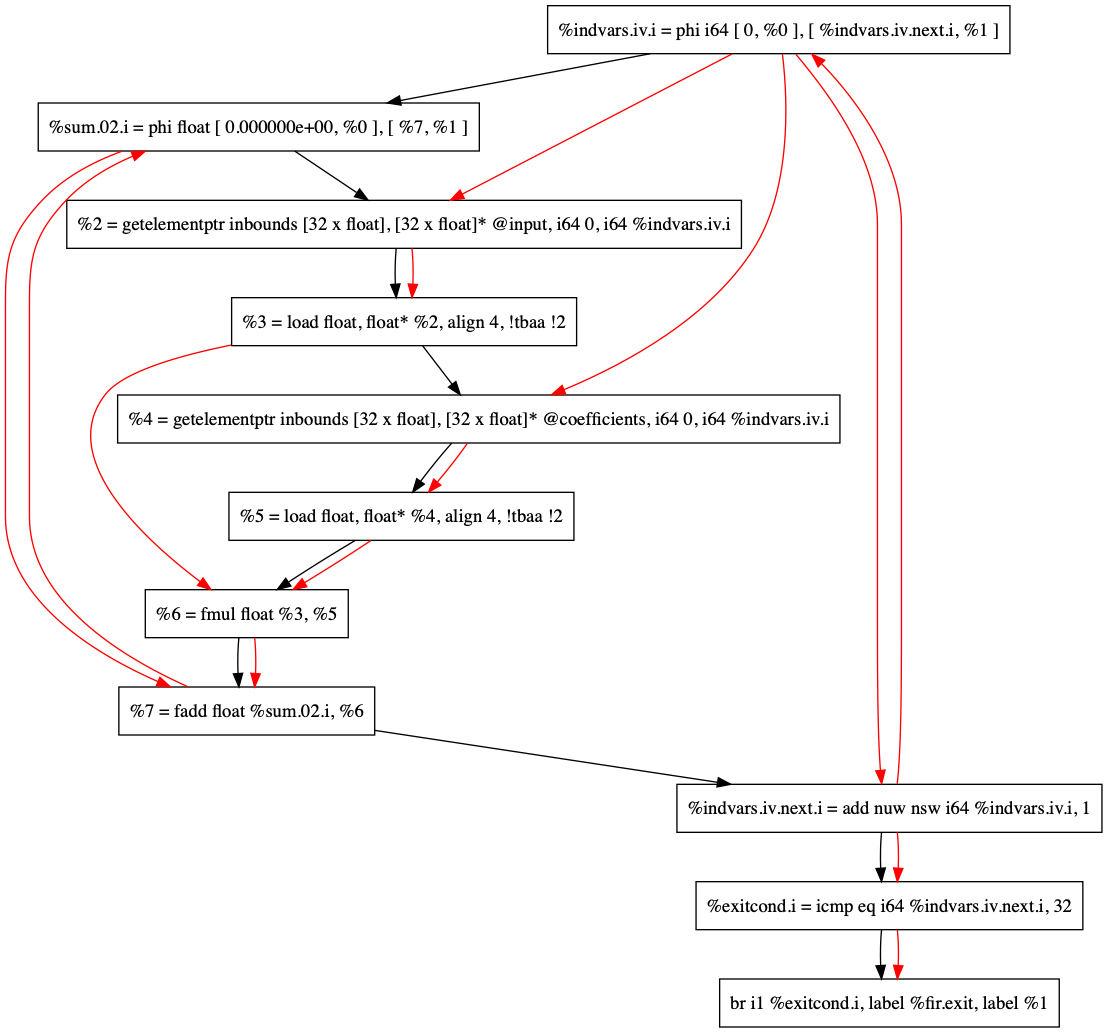 %indvars.iv.i = phi i64 [ 0, %0 ], [ %indvars.iv.next.i, %1 ]
%sum.02.i = phi float [ 0.000000e+00, %0 ], [ %7, %1 ]
%2 = getelementptr inbounds [32 x float], [32 x float]* @input, i64 0, i64 %indvars.iv.i
%3 = load float, float* %2, align 4, !tbaa !2
%4 = getelementptr inbounds [32 x float], [32 x float]* @coefficients, i64 0, i64 %indvars.iv.i
%5 = load float, float* %4, align 4, !tbaa !2
%6 = fmul float %3, %5
%7 = fadd float %sum.02.i, %6
%indvars.iv.next.i = add nuw nsw i64 %indvars.iv.i, 1
%exitcond.i = icmp eq i64 %indvars.iv.next.i, 32
br i1 %exitcond.i, label %fir.exit, label %1